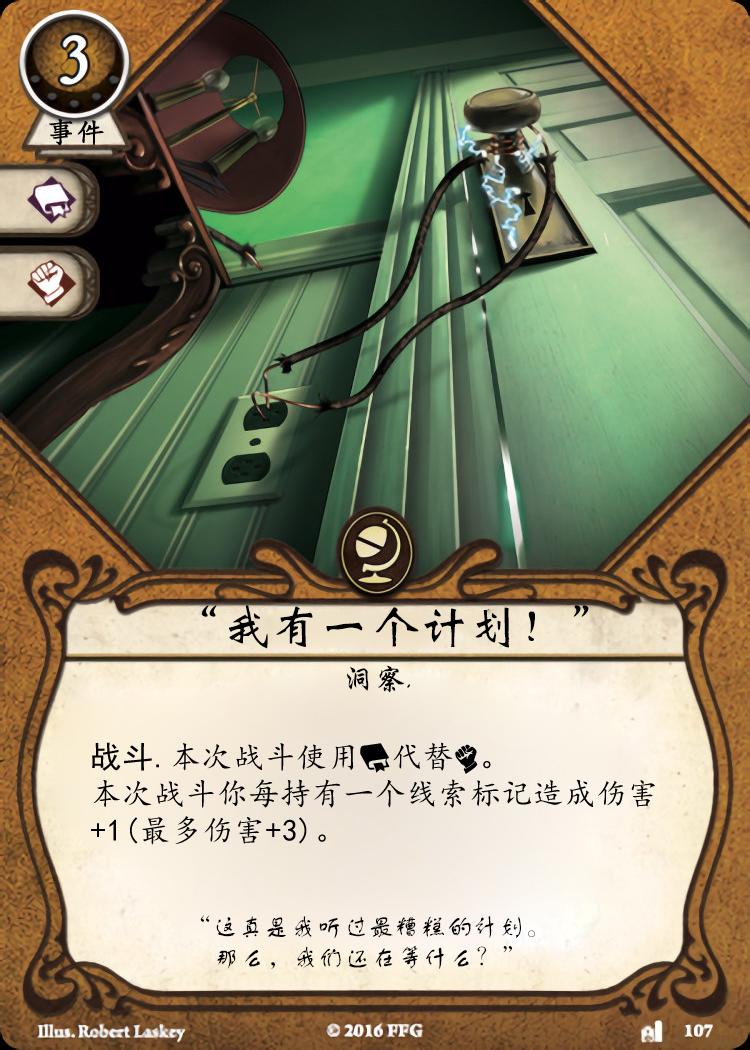 3
事件
“我有一个计划！”
洞察.
战斗. 本次战斗使用代替。
本次战斗你每持有一个线索标记造成伤害
+1(最多伤害+3)。
“这真是我听过最糟糕的计划。
那么，我们还在等什么？”
Illus. Robert Laskey © 2016 FFG 107